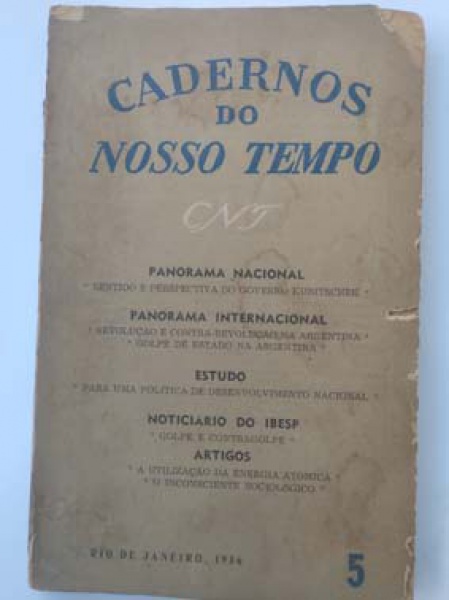 CADERNOS
DO
NOSSO TEMPO
CNT
PANORAMA NACIONAL
" SENTIDO E PERSPECTIVA DO GOVERNO KUBITSCHEK "
PANORAMA INTERNACIONAL
" REVOLUÇÃO E CONTRA-REVOLUÇÃO NA ARGENTINA "
" GOLPE DE ESTADO NA ARGENTINA "
ESTUDO
" PARA UMA POLÍTICA DE DESENVOLVIMENTO NACIONAL "
NOTICIÁRIO DO IBESP
" GOLPE E CONTRAGOLPE "
ARTIGOS
" A UTILIZAÇÃO DA ENERGIA ATÔMICA "
" O INCONSCIENTE SOCIOLÓGICO "
RIO DE JANEIRO, 1956
5